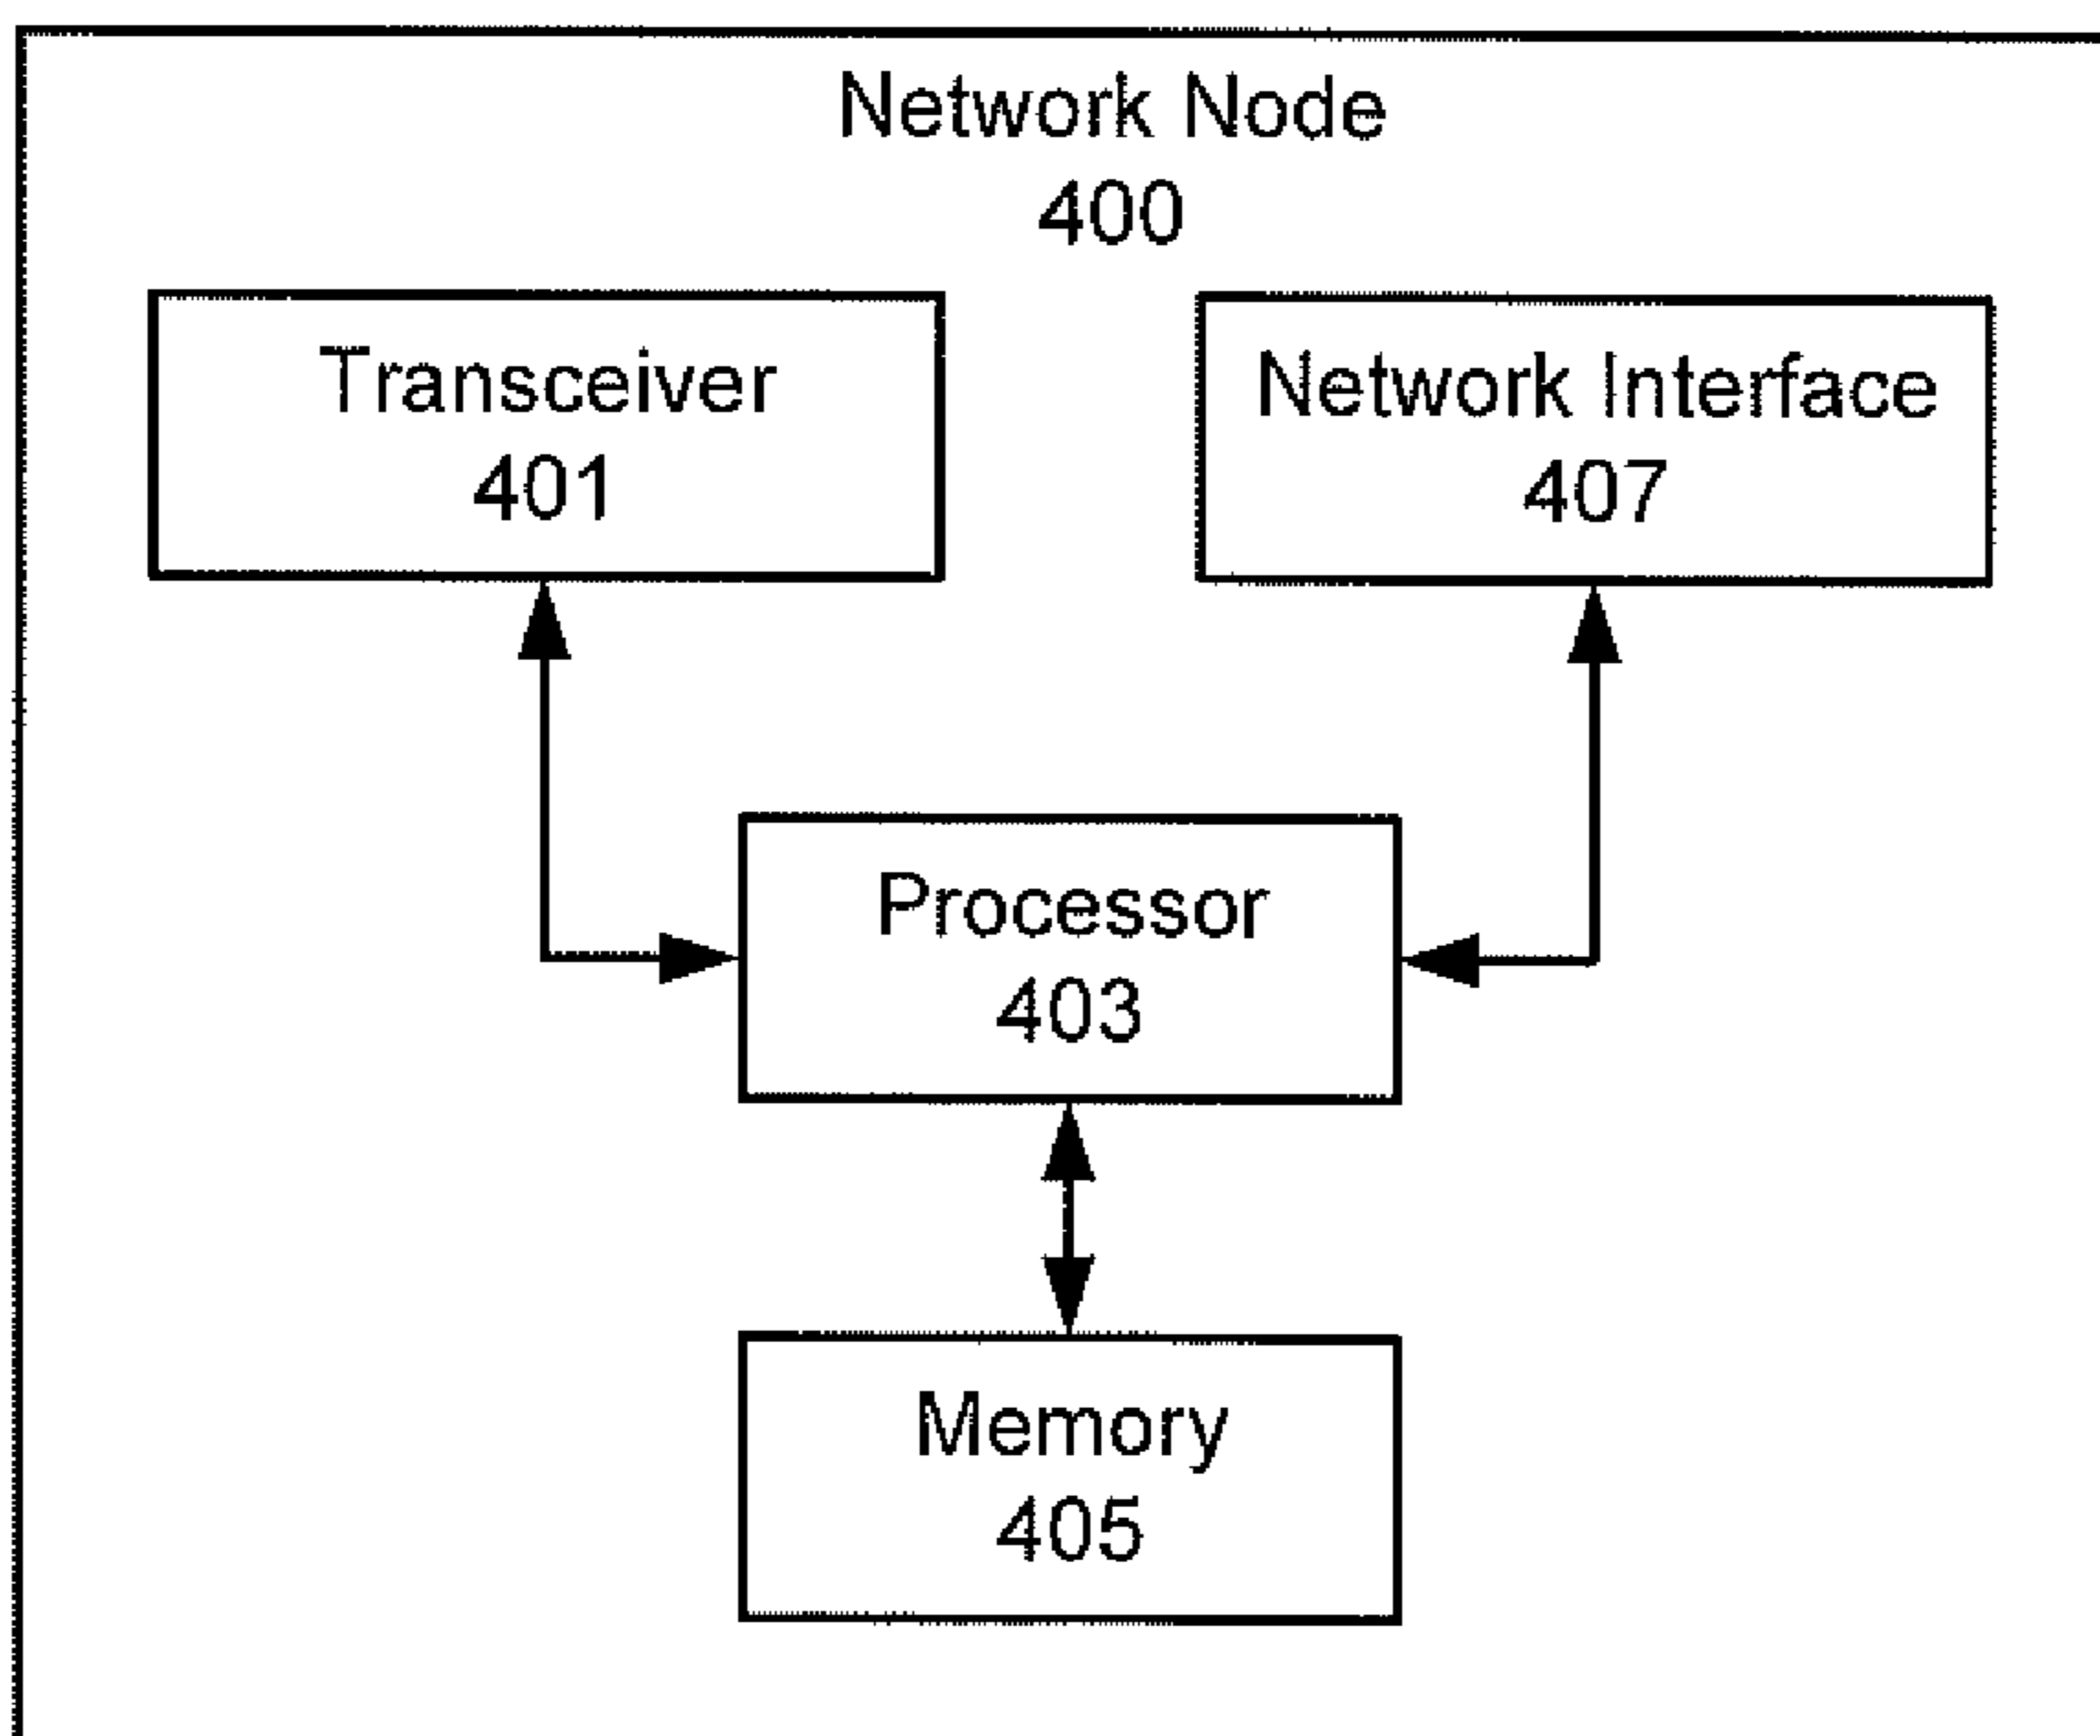 Network Node
400
Transceiver
401
Network Interface
407
Processor
403
Memory
405